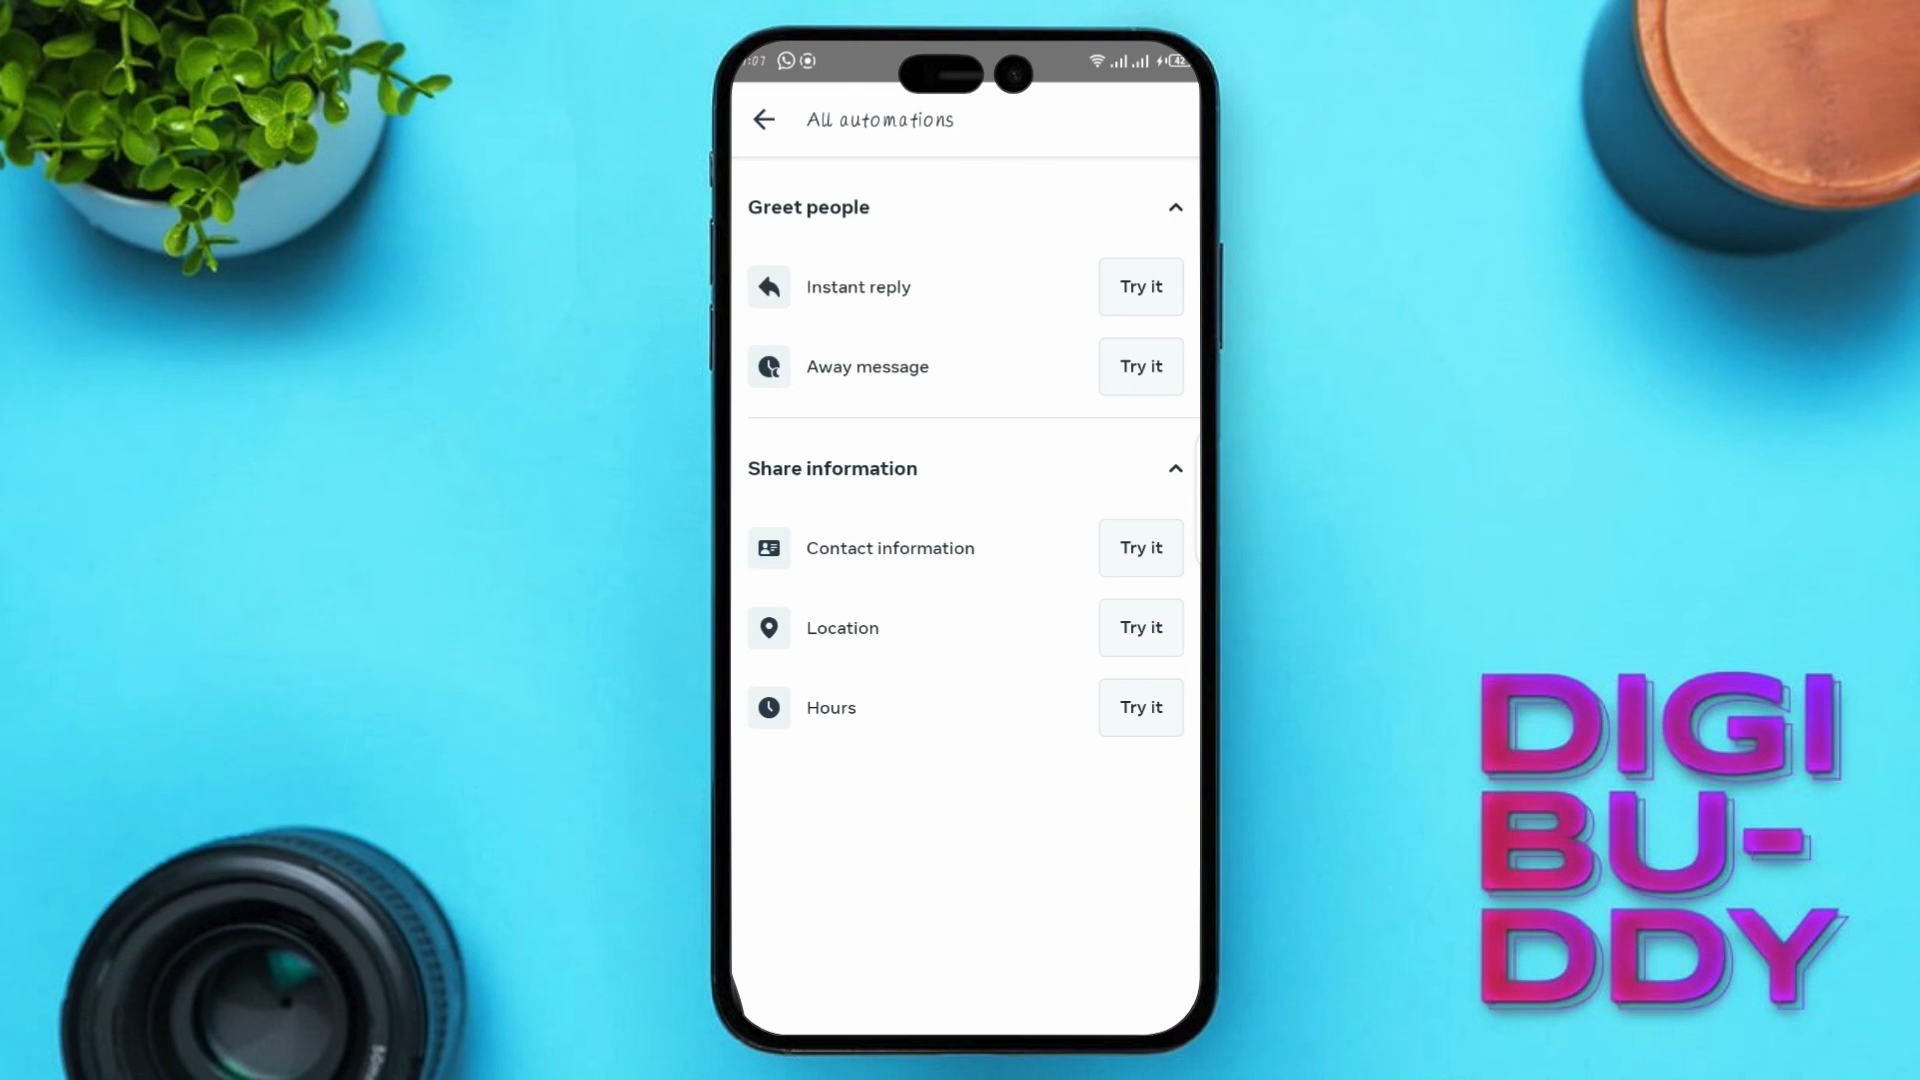 All automations
Greet people
Instant reply
Try it
Away message
Try it
Share information
Contact information
Try it
Location
Try it
Hours
Try it
42
DIGI
BU-
DDY